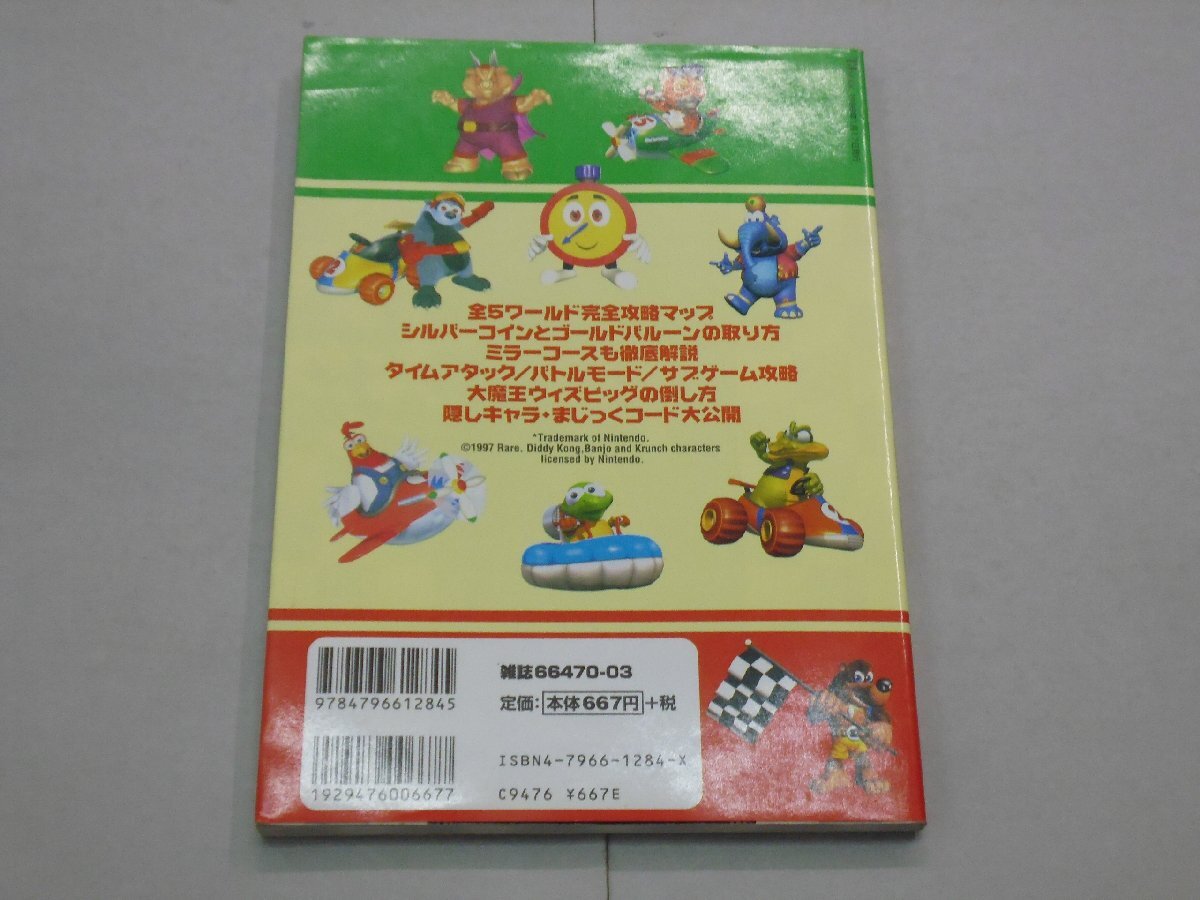 全5ワールド完全攻略マップ
シルバーコインとゴールドバルーンの取り方
ミラーコースも徹底解説
タイムアタック/バトルモード/サブゲーム攻略
大魔王ウィズピッグの倒し方
隠しキャラ・まじっくコード大公開
*Trademark of Nintendo.
©1997 Rare. Diddy Kong,Banjo and Krunch characters
licensed by Nintendo.
9784796612845
雑誌66470-03
定価:本体667円+税
ISBN4-7966-1284-X
1929476006677
C9476 ¥667E